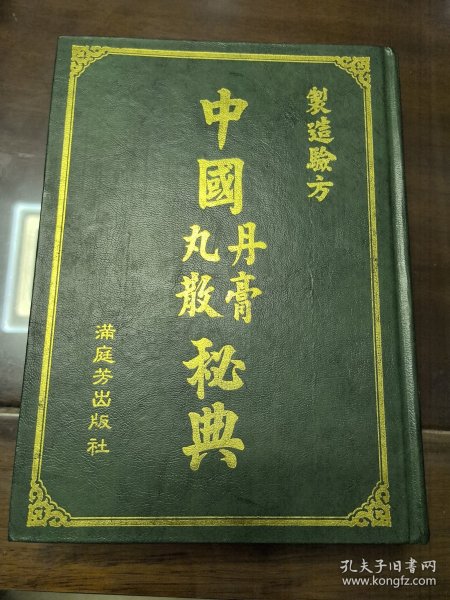 製造驗方
中國
丹膏
丸散
秘典
滿庭芳出版社
孔夫子旧书网
www.kongfz.com